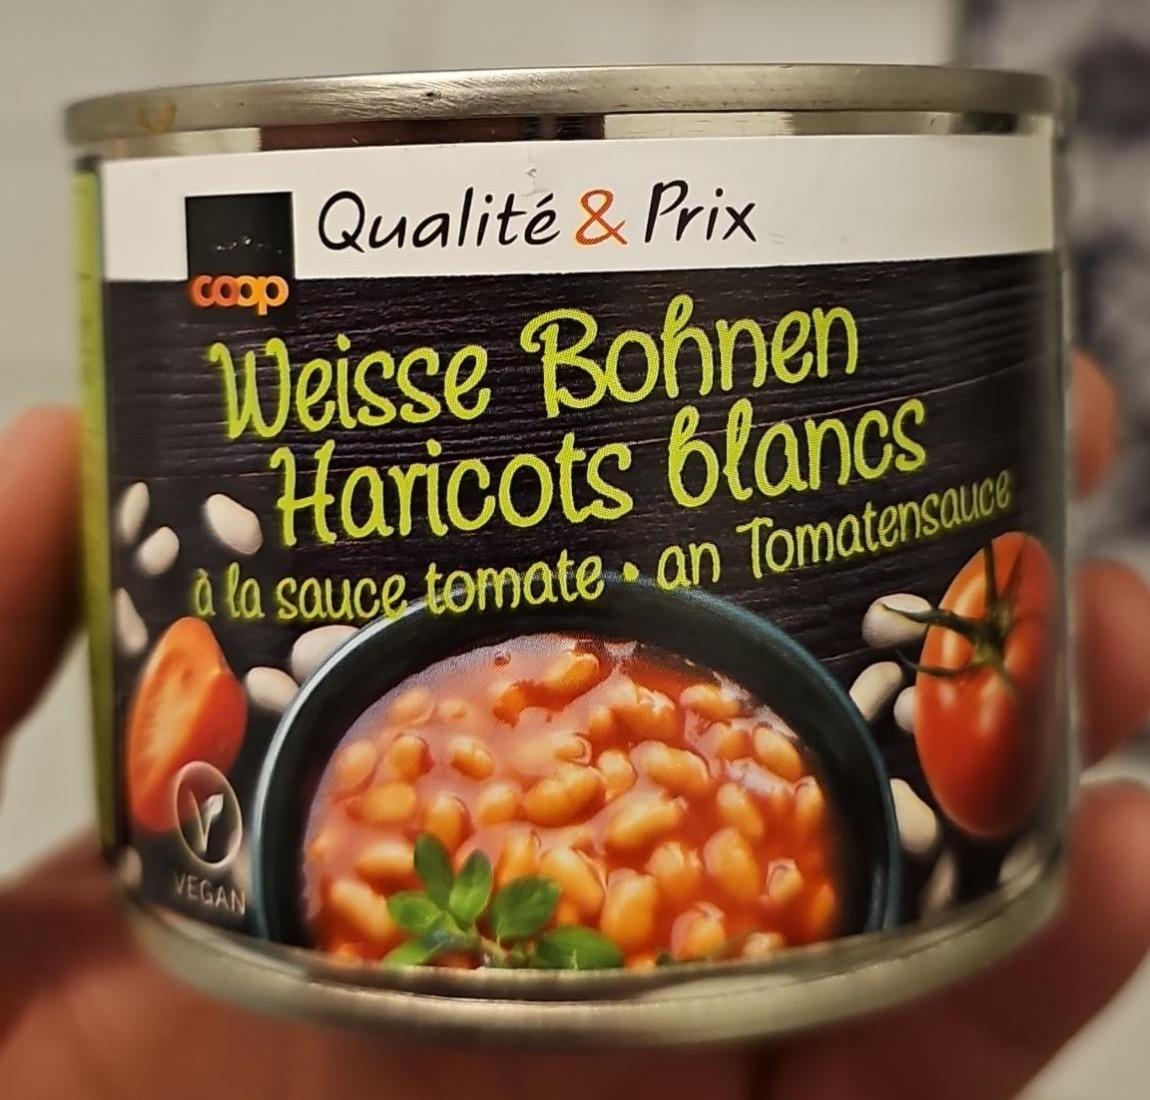 Qualité & Prix
coop
Weisse Bohnen
Haricots blancs
à la sauce tomate • an Tomatensauce
V
VEGAN